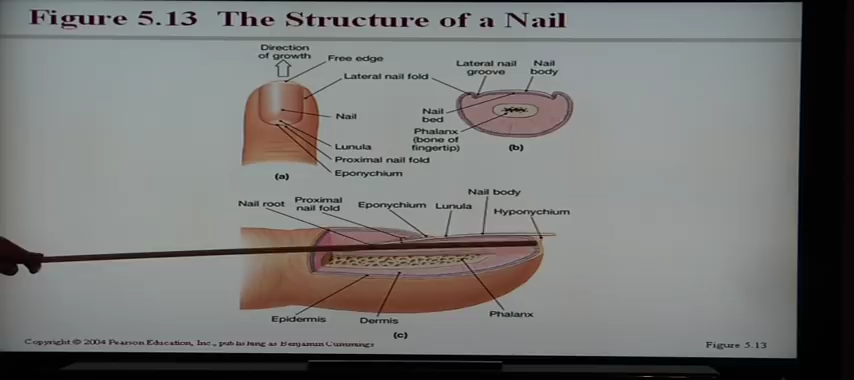 Figure 5.13 The Structure of a Nail
Direction
of growth
Free edge
Lateral nail fold
Nail
Lunula
Proximal nail fold
Eponychium
(a)
Lateral nail
groove
Nail
body
Nail
bed
Phalanx
(bone of
fingertip)
(b)
Nail root
Proximal
nail fold
Eponychium
Lunula
Nail body
Hyponychium
Epidermis
Dermis
Phalanx
(c)
Copyright © 2004 Pearson Education, Inc., publishing as Benjamin Cummings
Figure 5.13